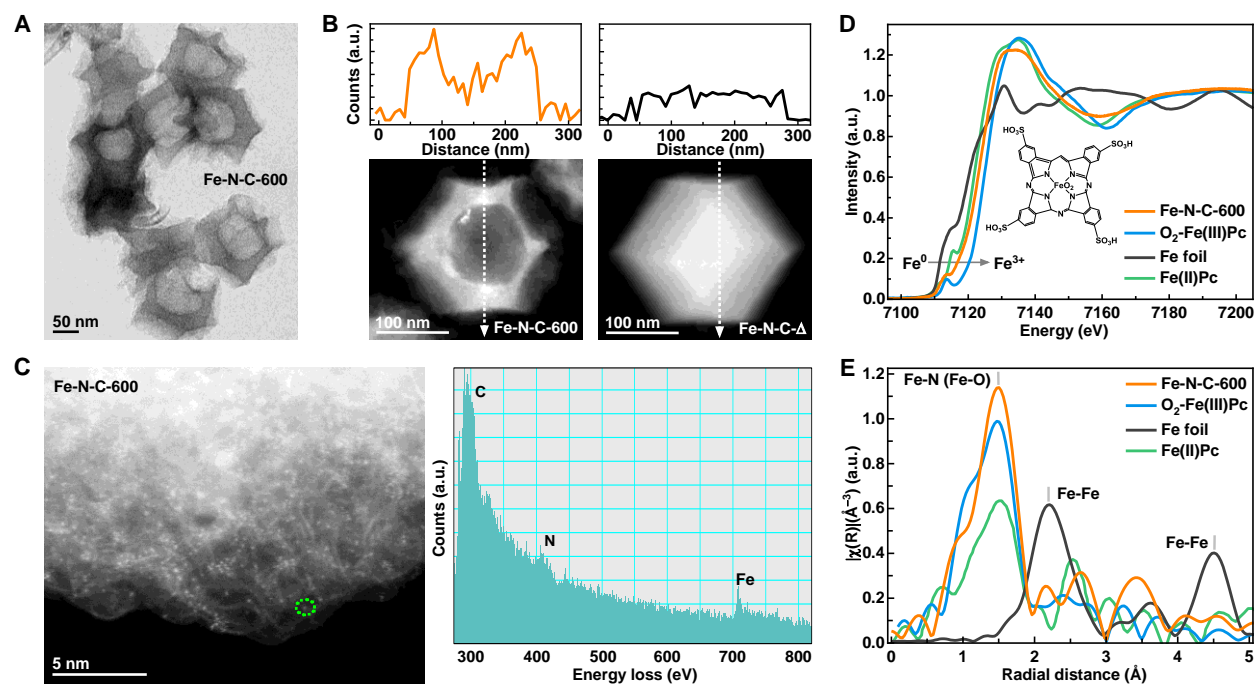 A
Fe-N-C-600
50 nm
B
Counts (a.u.)
0 100 200 300
Distance (nm)
0 100 200 300
Distance (nm)
100 nm
Fe-N-C-600
100 nm
Fe-N-C-Δ
C
Fe-N-C-600
5 nm
Counts (a.u.)
C
N
Fe
300 400 500 600 700 800
Energy loss (eV)
D
Intensity (a.u.)
1.2
1.0
0.8
0.6
0.4
0.2
0.0
7100 7120 7140 7160 7180 7200
Energy (eV)
HO₃S
SO₃H
N
N
N
FeO₂
N
N
N
N
HO₃S
SO₃H
Fe-N-C-600
O₂-Fe(III)Pc
Fe foil
Fe(II)Pc
Fe⁰
Fe³⁺
E
|χ(R)|(Å⁻³) (a.u.)
1.2
1.0
0.8
0.6
0.4
0.2
0.0
0 1 2 3 4 5
Radial distance (Å)
Fe-N (Fe-O)
Fe-N-C-600
O₂-Fe(III)Pc
Fe foil
Fe(II)Pc
Fe-Fe
Fe-Fe